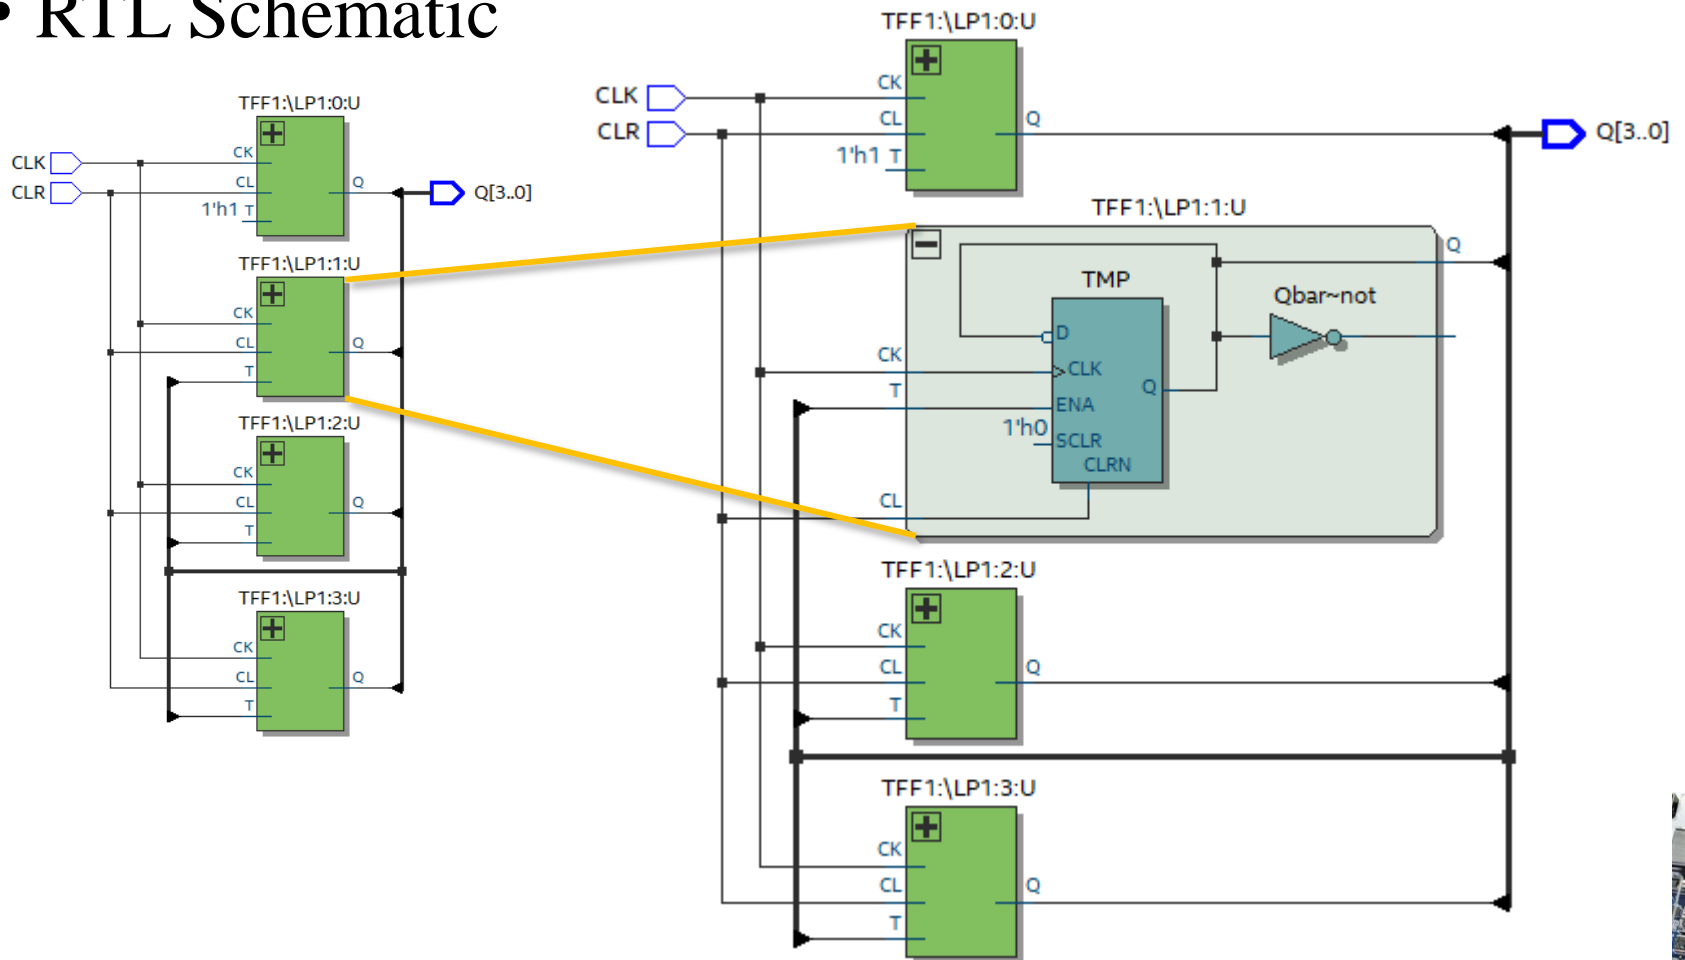 • RTL Schematic
TFF1:\LP1:0:U
CLK
CLR
CK
CL
1'h1 T
Q
Q[3..0]
TFF1:\LP1:1:U
CK
CL
T
Q
TFF1:\LP1:2:U
CK
CL
T
Q
TFF1:\LP1:3:U
CK
CL
T
Q
TFF1:\LP1:0:U
CLK
CLR
CK
CL
1'h1 T
Q
Q[3..0]
TFF1:\LP1:1:U
Q
TMP
Qbar~not
D
CK
CLK
T
Q
ENA
1'h0
SCLR
CLRN
CL
TFF1:\LP1:2:U
CK
CL
T
Q
TFF1:\LP1:3:U
CK
CL
T
Q